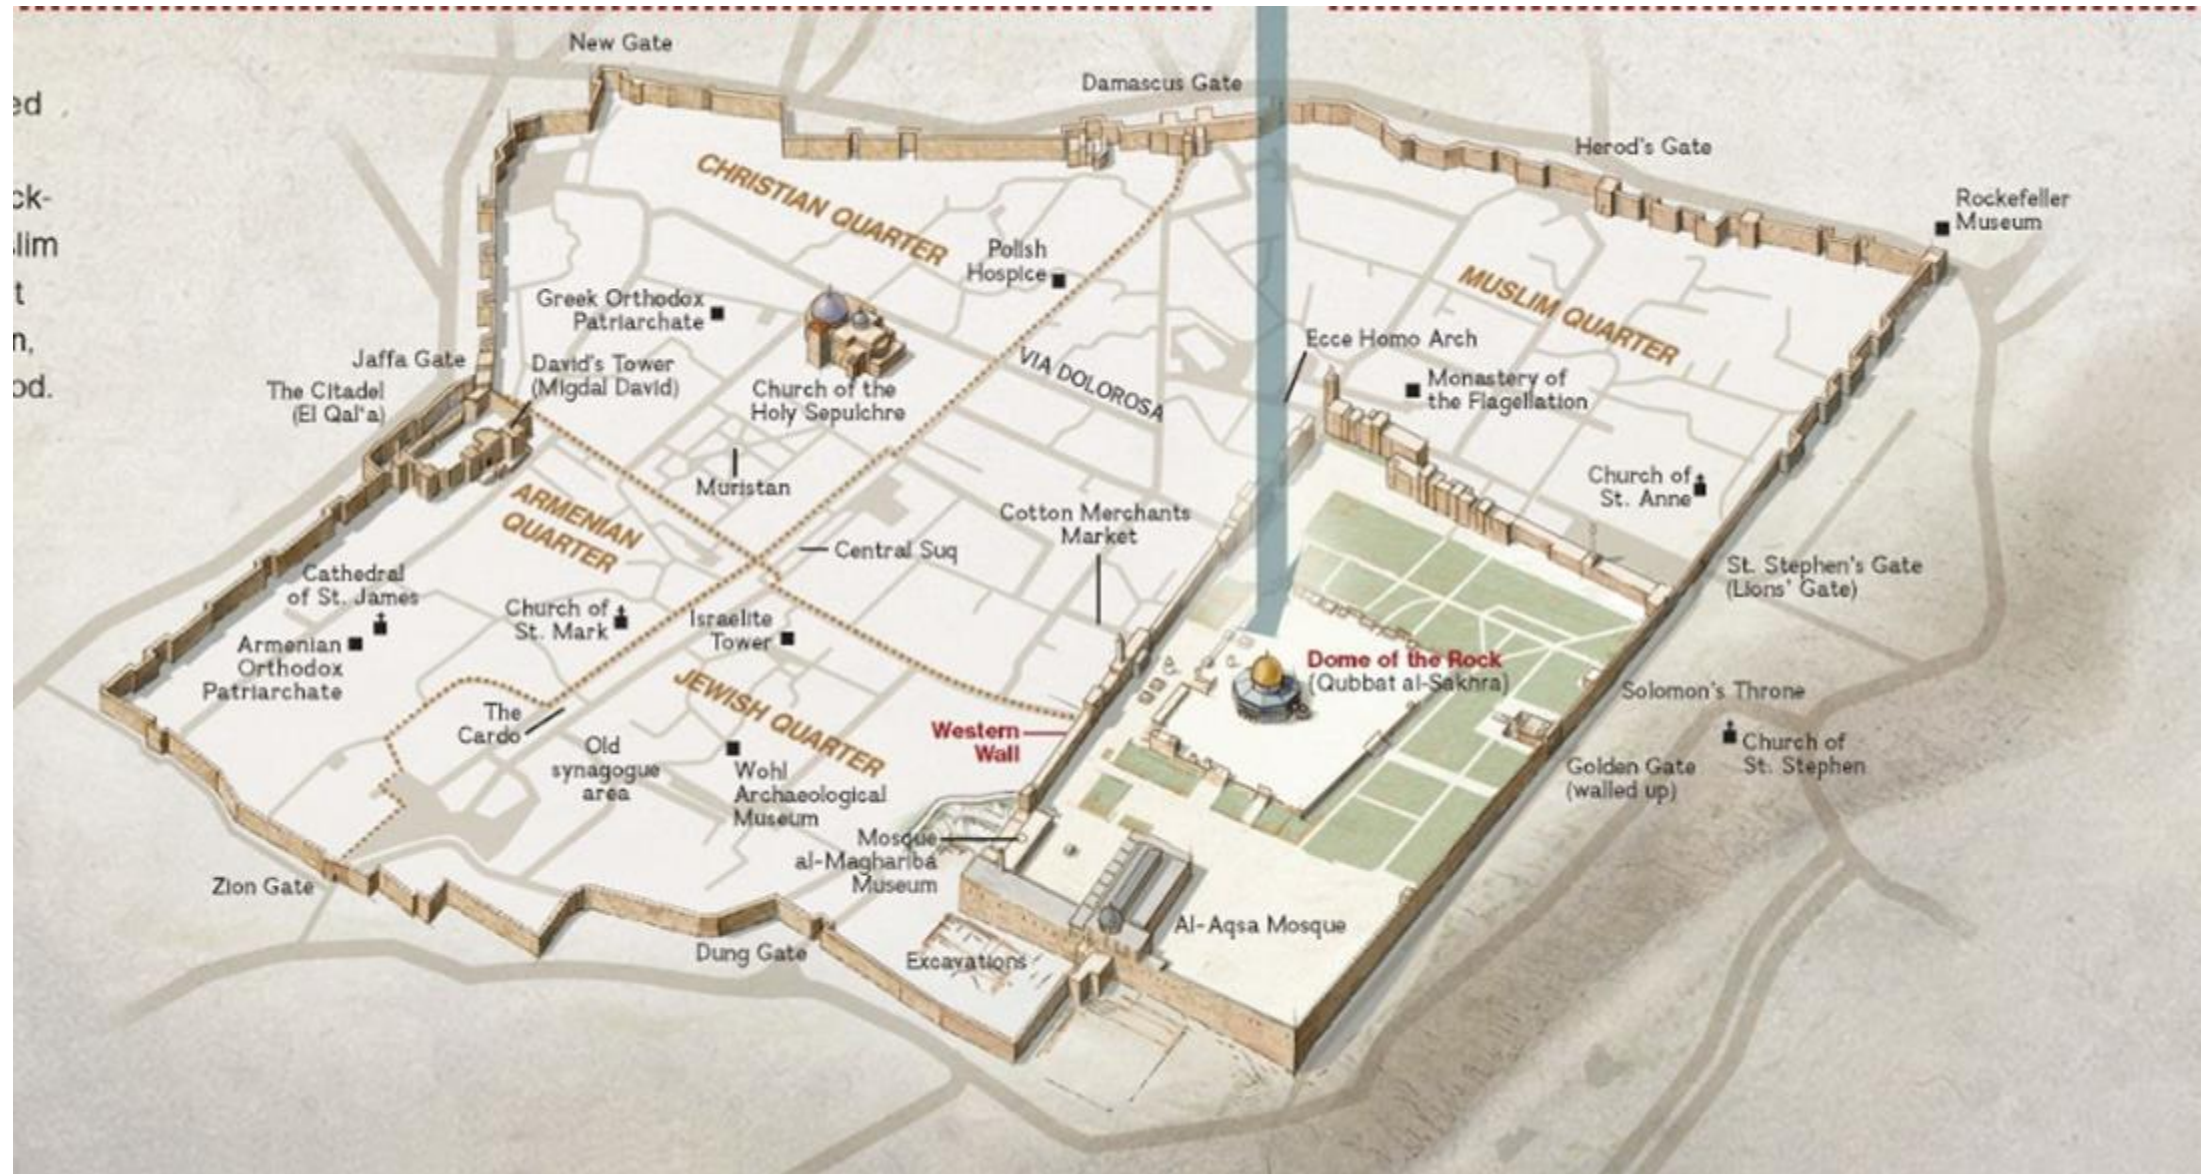 ed
ck-
slim
t
n,
od.
New Gate
Damascus Gate
Herod's Gate
Rockefeller
Museum
CHRISTIAN QUARTER
Polish
Hospice
MUSLIM QUARTER
Greek Orthodox
Patriarchate
Ecce Homo Arch
Jaffa Gate
David's Tower
(Migdal David)
The Citadel
(El Qal'a)
Church of the
Holy Sepulchre
VIA DOLOROSA
Monastery of
the Flagellation
Muristan
Church of
St. Anne
ARMENIAN
QUARTER
Cotton Merchants
Market
Central Suq
Cathedral
of St. James
St. Stephen's Gate
(Lions' Gate)
Church of
St. Mark
Israelite
Tower
Armenian
Orthodox
Patriarchate
Dome of the Rock
(Qubbat al-Sakhra)
Solomon's Throne
JEWISH QUARTER
The
Cardo
Western
Wall
Old
synagogue
area
Church of
St. Stephen
Golden Gate
(walled up)
Wohl
Archaeological
Museum
Mosque
al-Maghariba
Museum
Zion Gate
Al-Aqsa Mosque
Dung Gate
Excavations